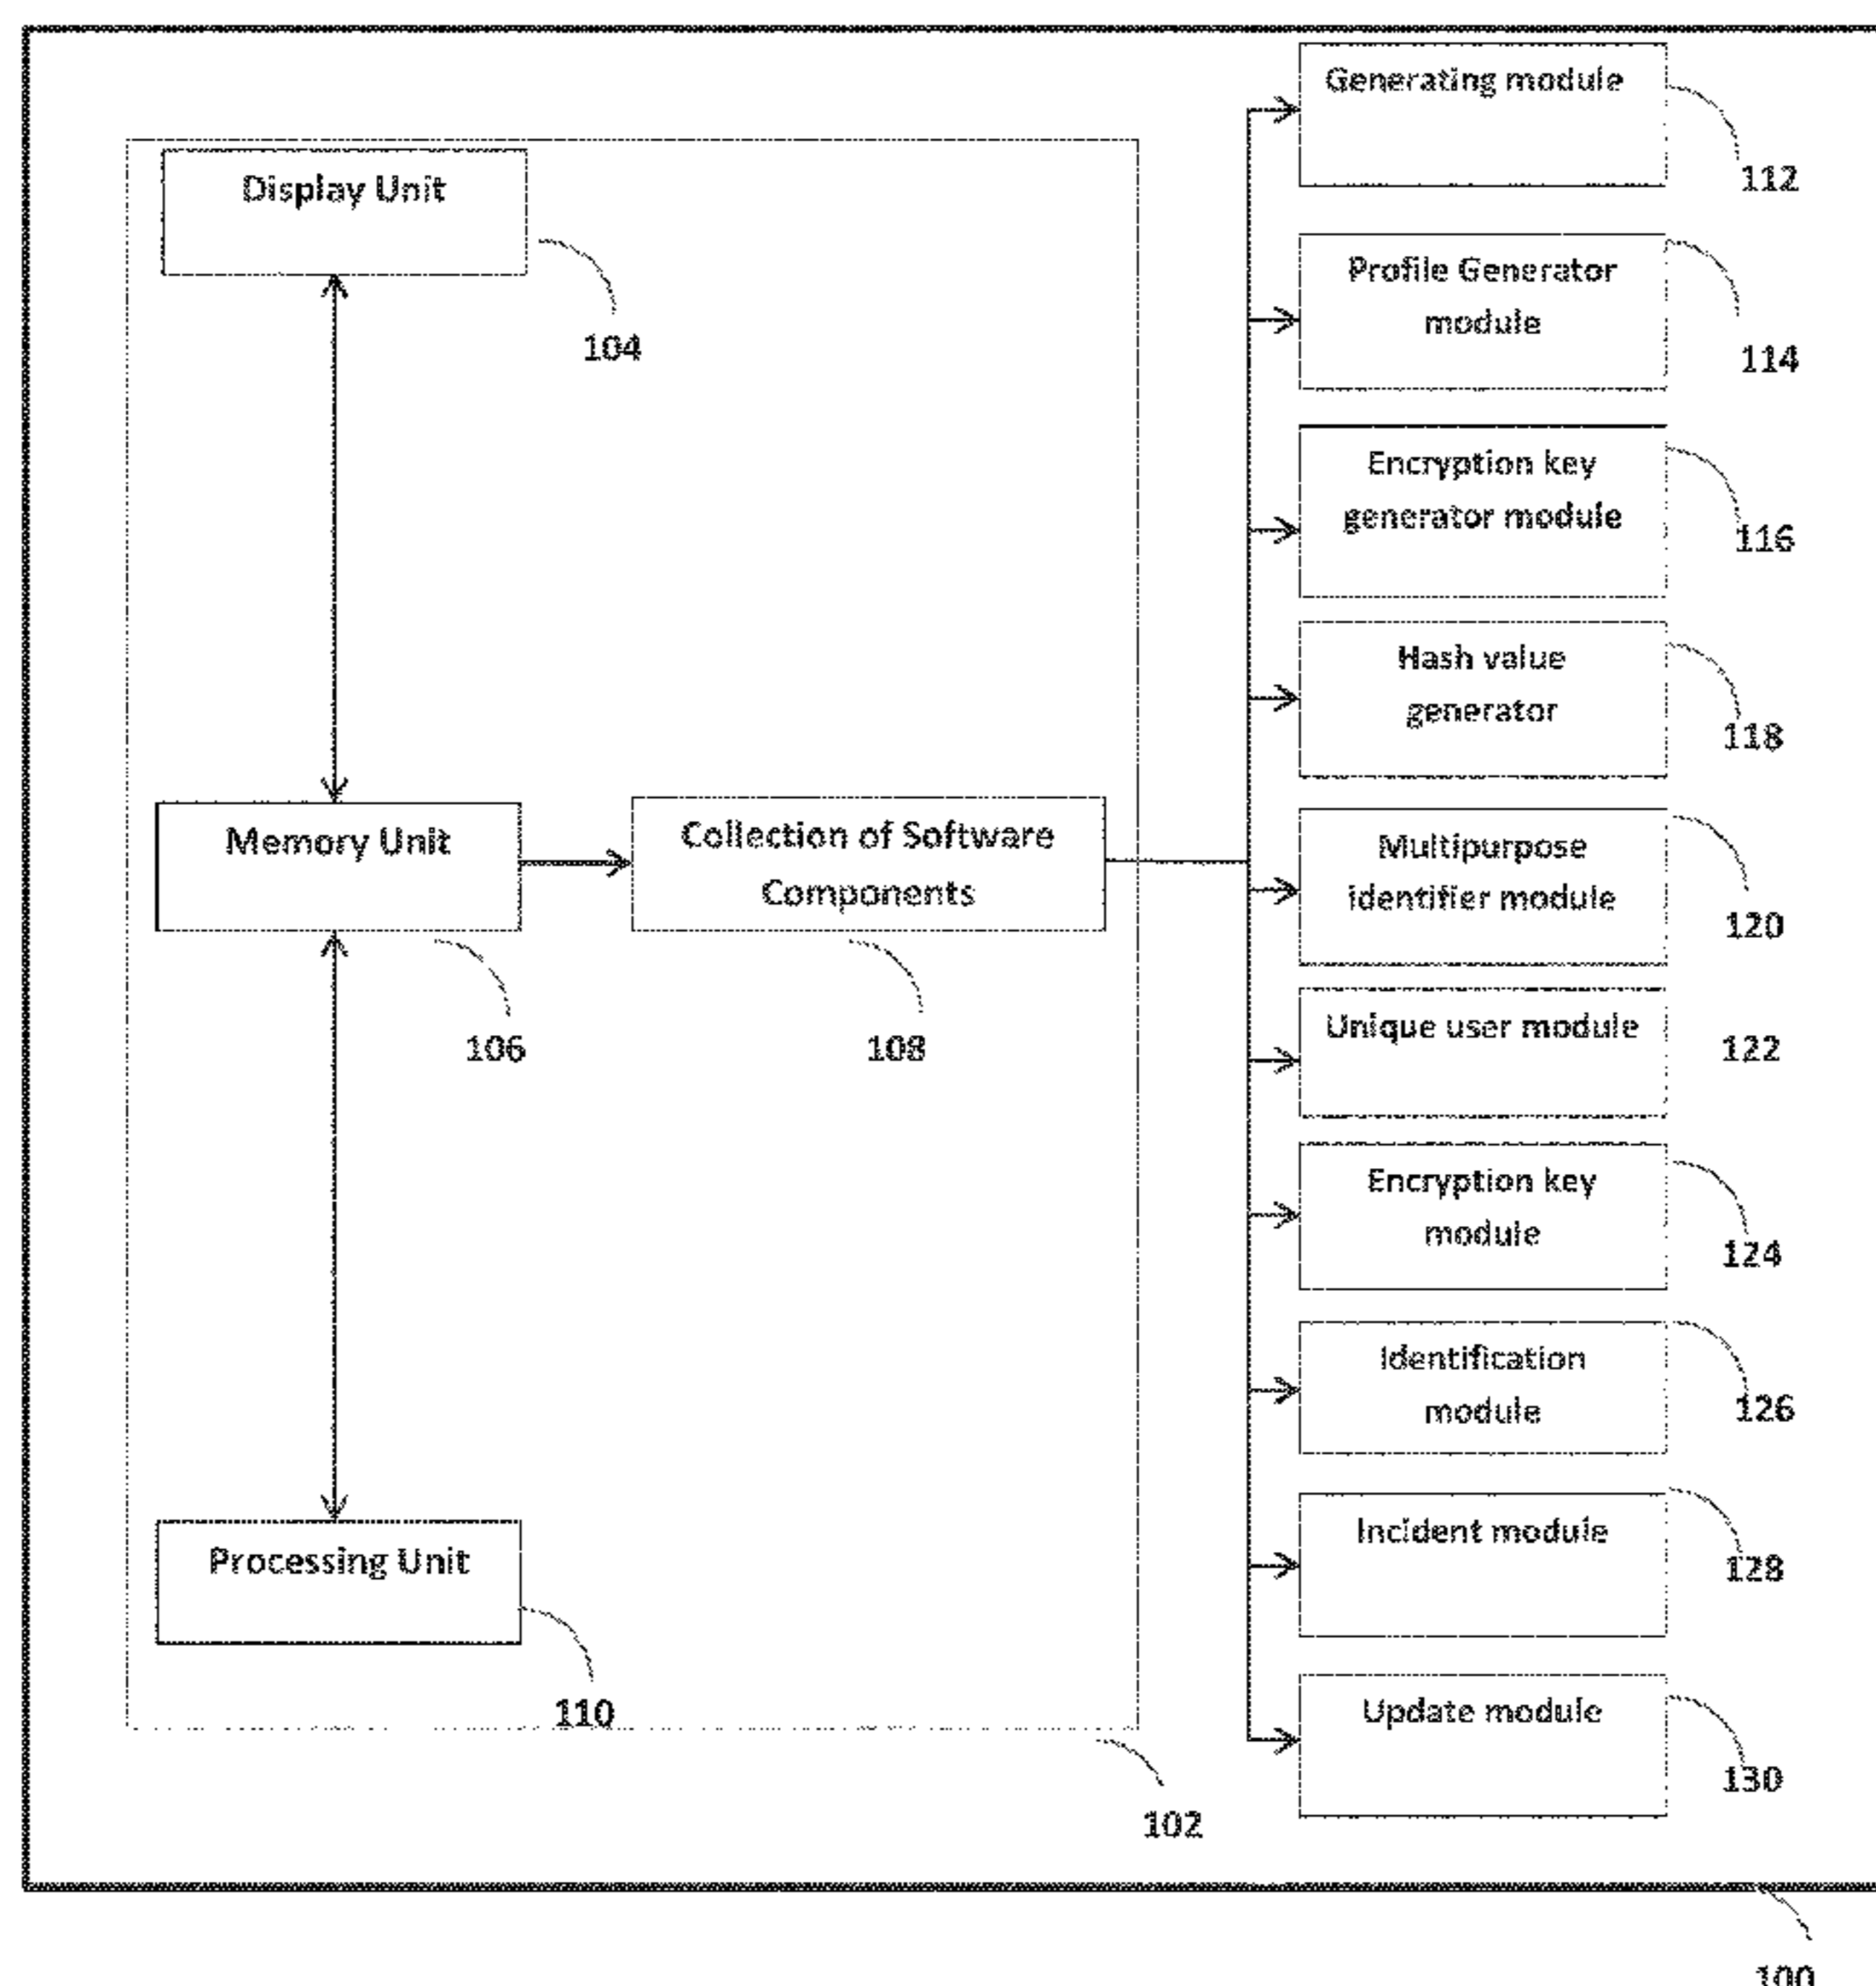 Display Unit
104
Memory Unit
106
Collection of Software
Components
108
Processing Unit
110
102
Generating module
112
Profile Generator
module
114
Encryption key
generator module
116
Hash value
generator
118
Multipurpose
identifier module
120
Unique user module
122
Encryption key
module
124
Identification
module
126
Incident module
128
Update module
130
100